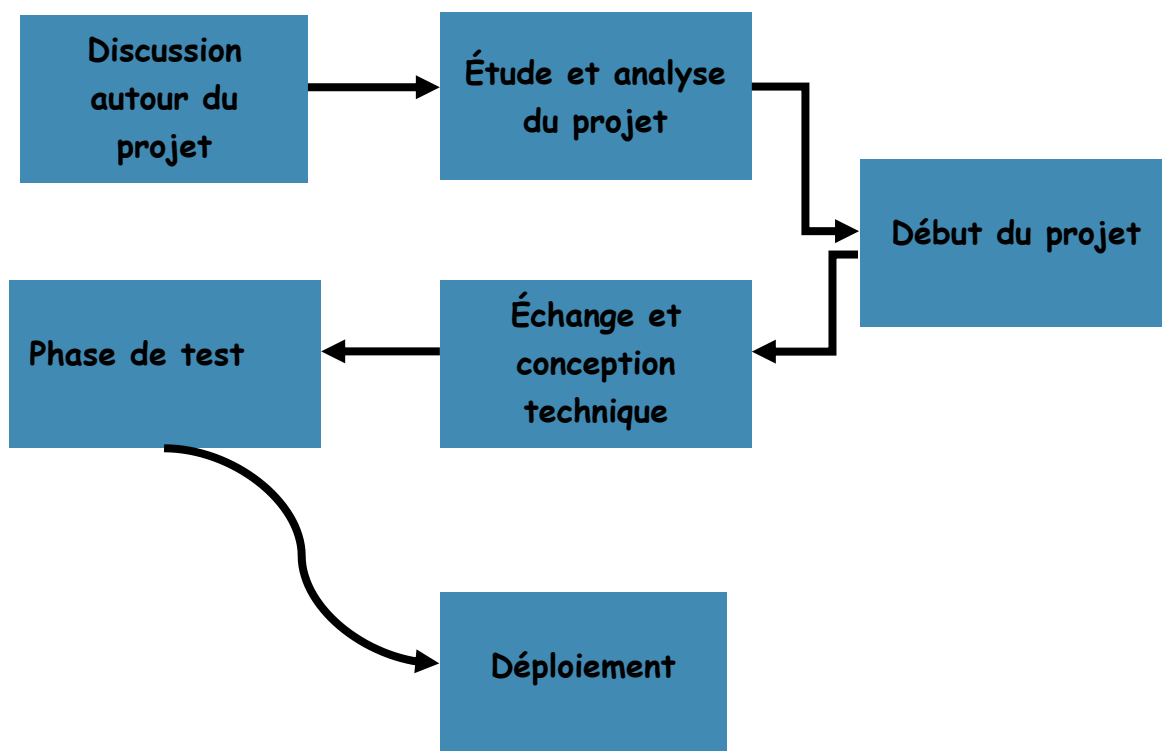 Discussion
autour du
projet
Étude et analyse
du projet
Début du projet
Échange et
conception
technique
Phase de test
Déploiement